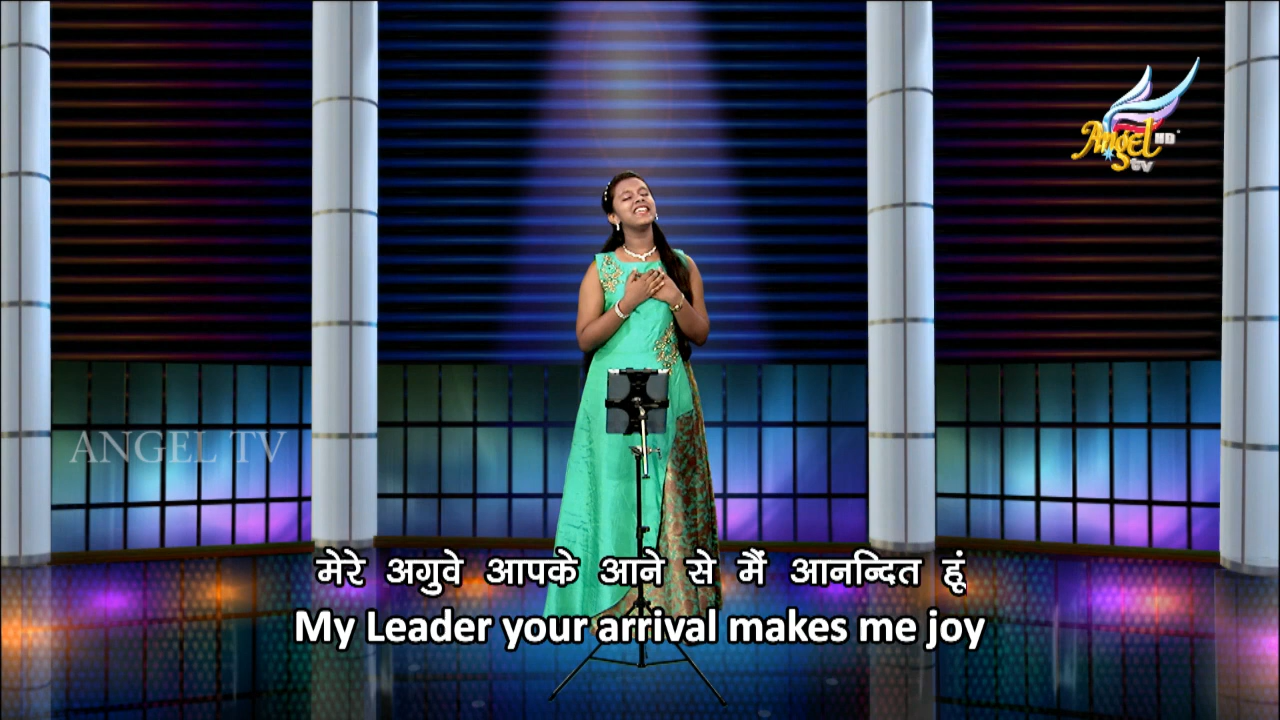 Angel HD
tv
ANGEL TV
मेरे अगुवे आपके आने से मैं आनन्दित हूं
My Leader your arrival makes me joy